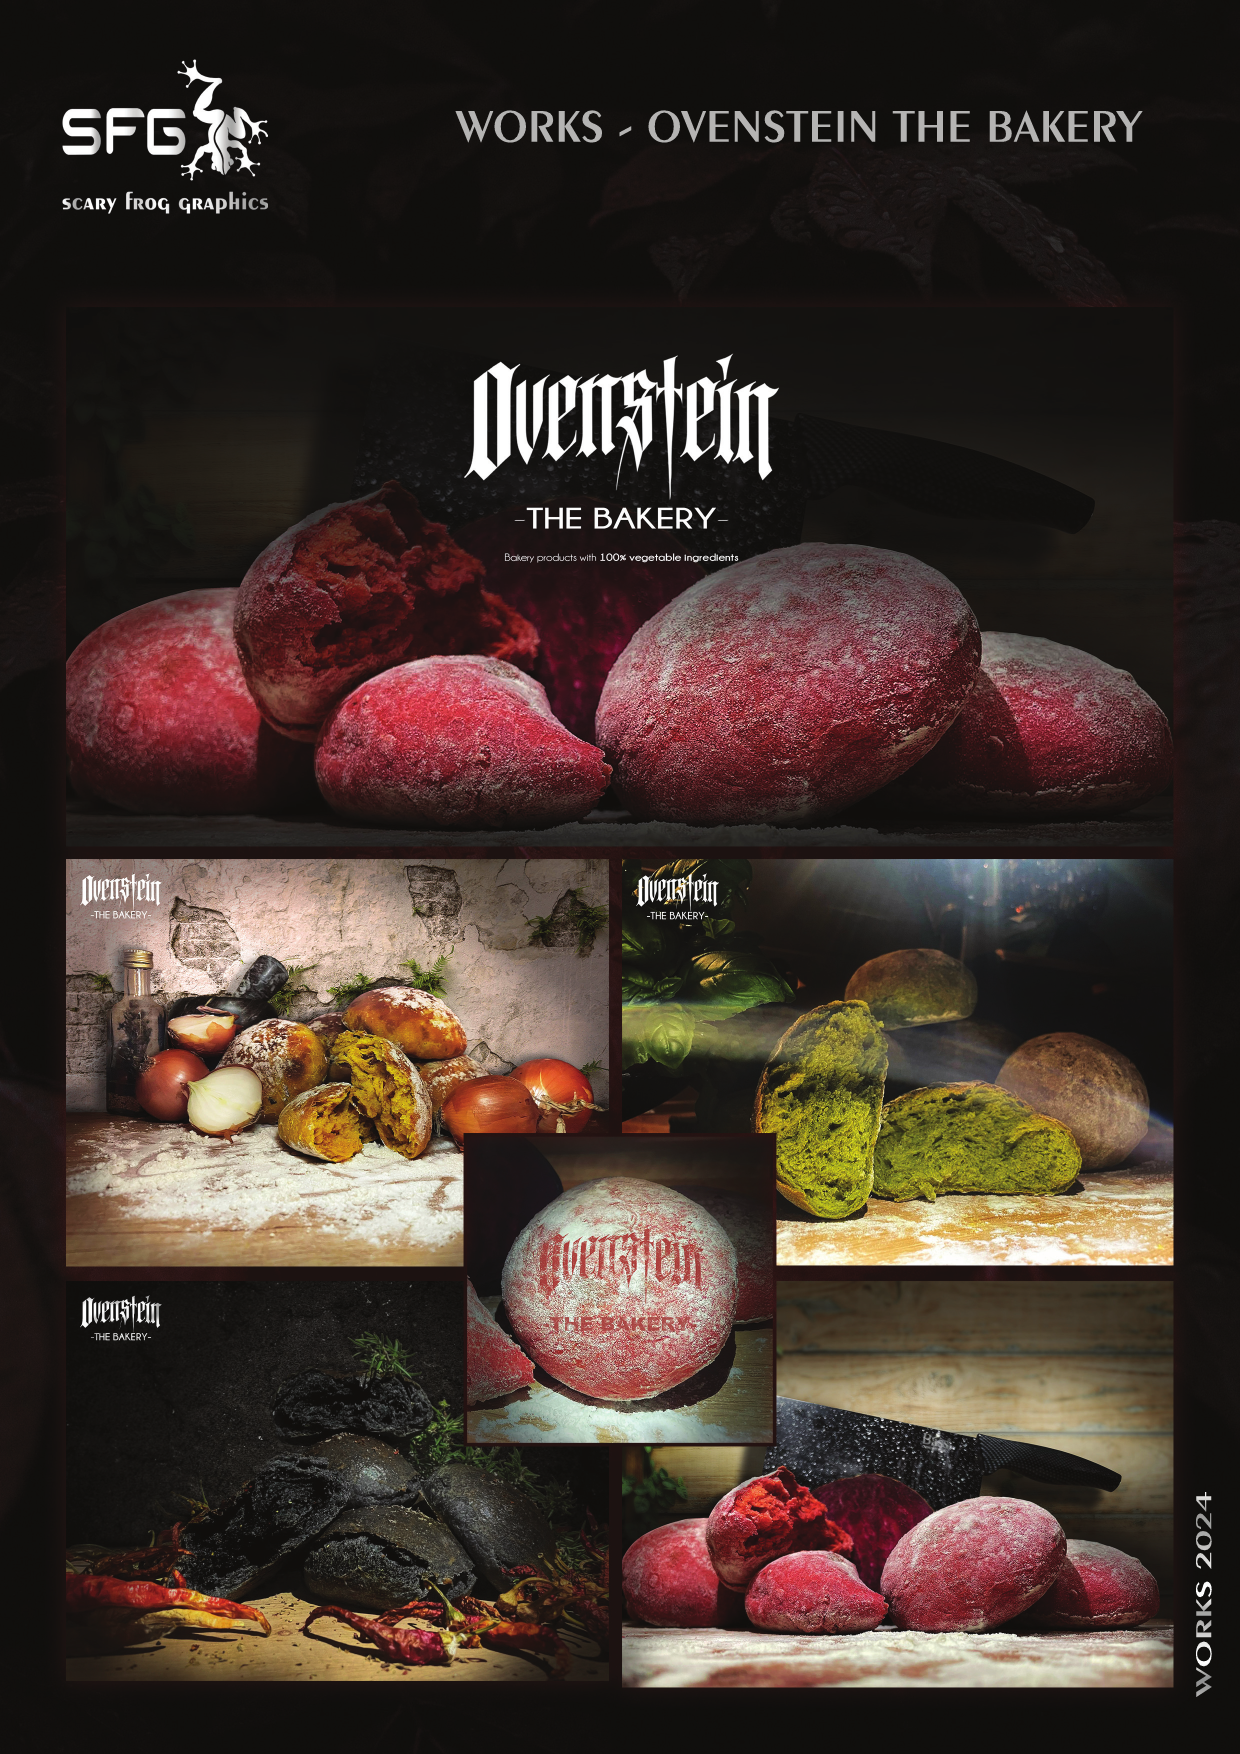 SFG
scary frog graphics
WORKS - OVENSTEIN THE BAKERY
Ovenstein
-THE BAKERY-
Bakery products with 100% vegetable ingredients
Ovenstein
-THE BAKERY-
Ovenstein
-THE BAKERY-
Ovenstein
-THE BAKERY-
Ovenstein
-THE BAKERY-
WORKS 2024